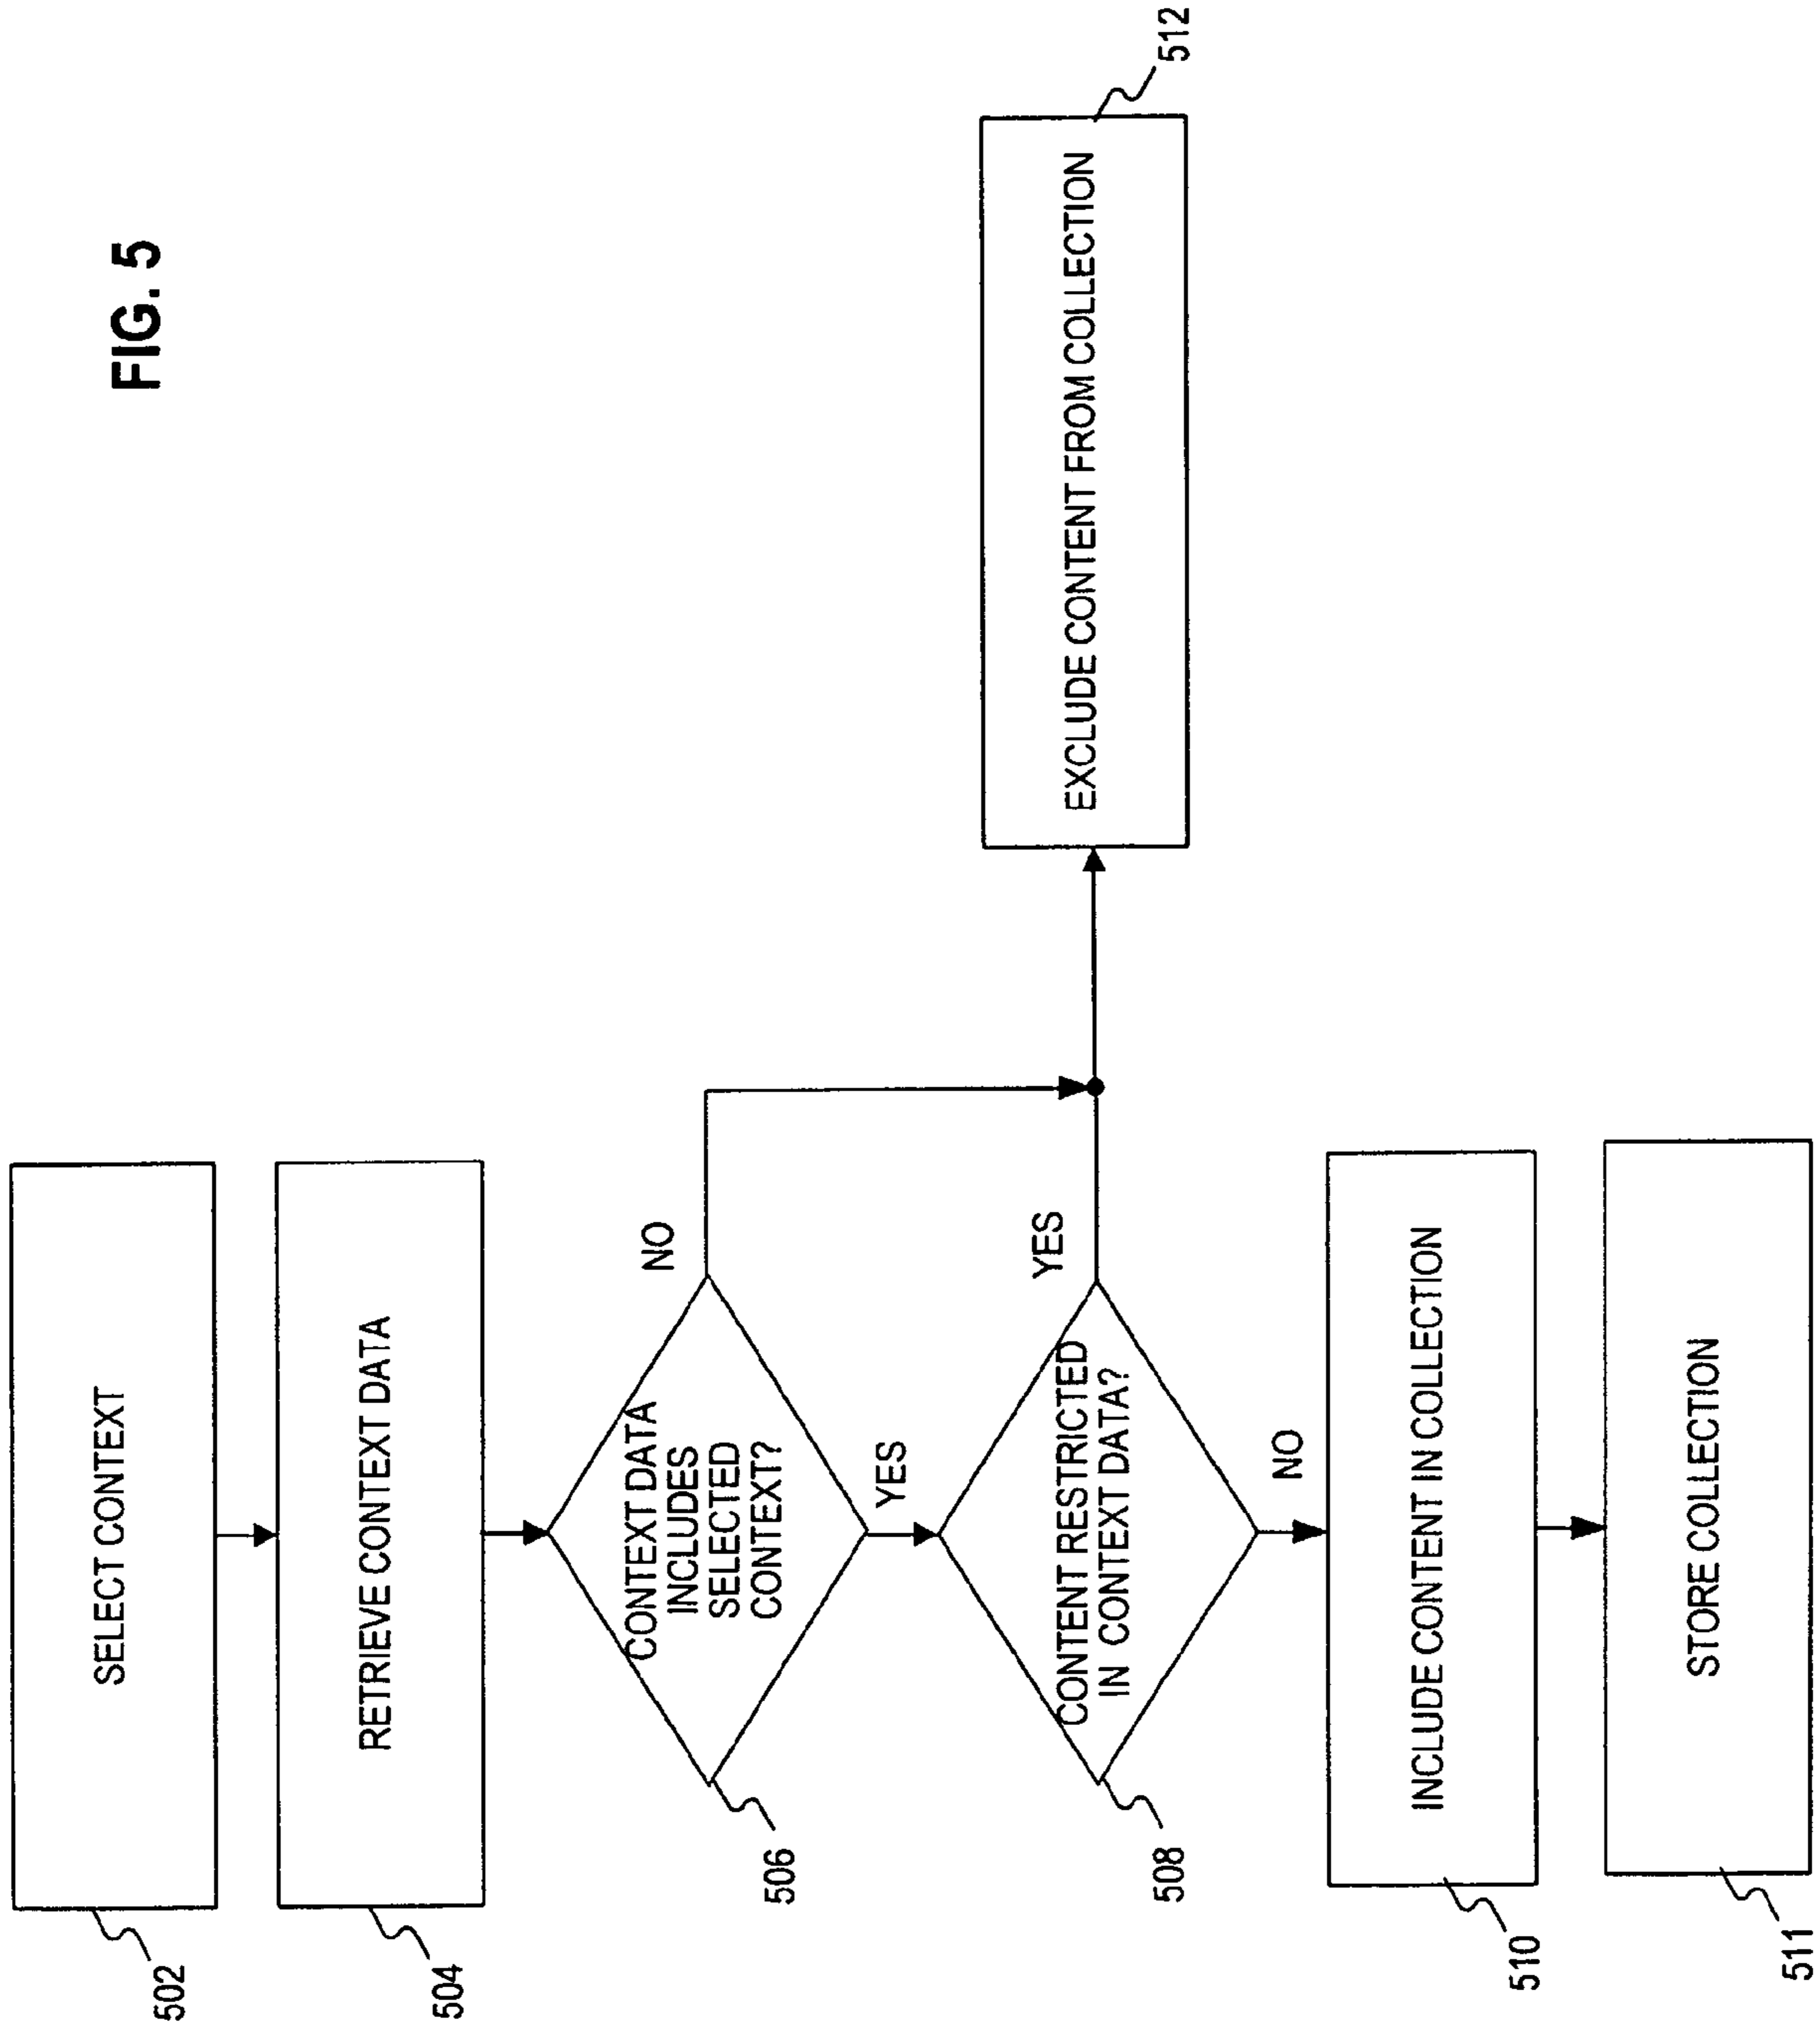 FIG. 5
SELECT CONTEXT
502
RETRIEVE CONTEXT DATA
504
CONTEXT DATA
INCLUDES
SELECTED
CONTEXT?
NO
YES
506
CONTENT RESTRICTED
IN CONTEXT DATA?
YES
NO
508
EXCLUDE CONTENT FROM COLLECTION
512
INCLUDE CONTENT IN COLLECTION
510
STORE COLLECTION
511